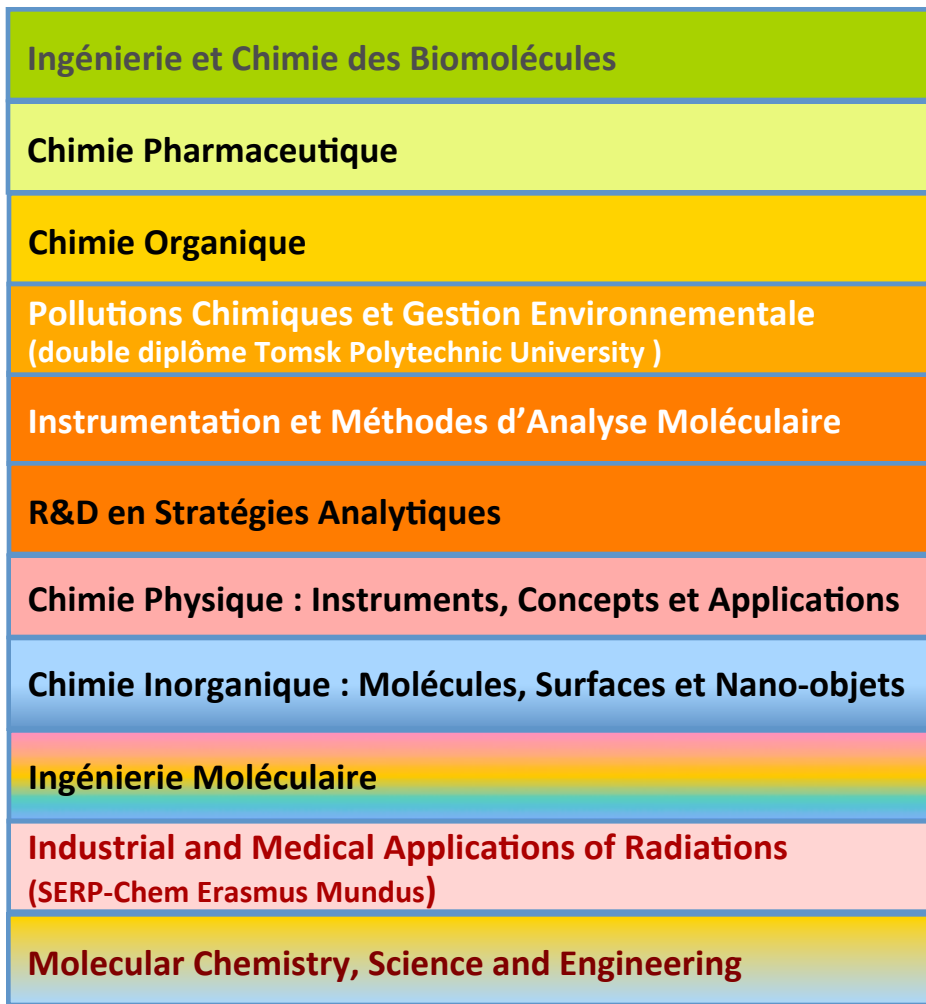 Ingénierie et Chimie des Biomolécules
Chimie Pharmaceutique
Chimie Organique
Pollutions Chimiques et Gestion Environnementale
(double diplôme Tomsk Polytechnic University )
Instrumentation et Méthodes d’Analyse Moléculaire
R&D en Stratégies Analytiques
Chimie Physique : Instruments, Concepts et Applications
Chimie Inorganique : Molécules, Surfaces et Nano-objets
Ingénierie Moléculaire
Industrial and Medical Applications of Radiations
(SERP-Chem Erasmus Mundus)
Molecular Chemistry, Science and Engineering